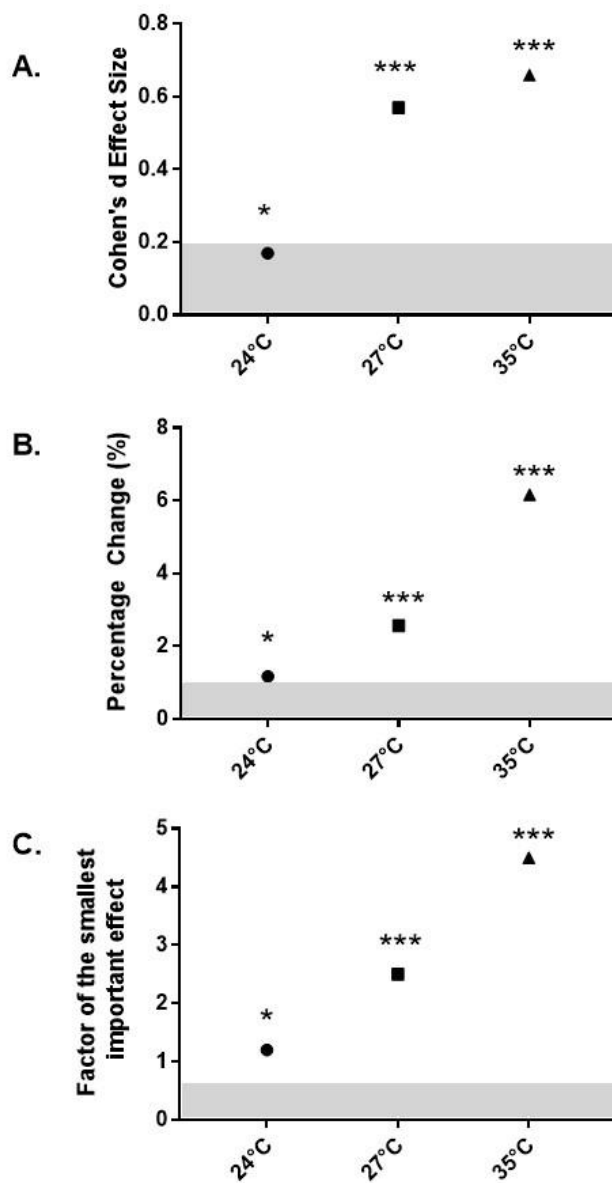 A.
Cohen's d Effect Size
0.8
0.6
0.4
0.2
0.0
*
***
***
24°C
27°C
35°C
B.
Percentage Change (%)
8
6
4
2
0
*
***
***
24°C
27°C
35°C
C.
Factor of the smallest
important effect
5
4
3
2
1
0
*
***
***
24°C
27°C
35°C